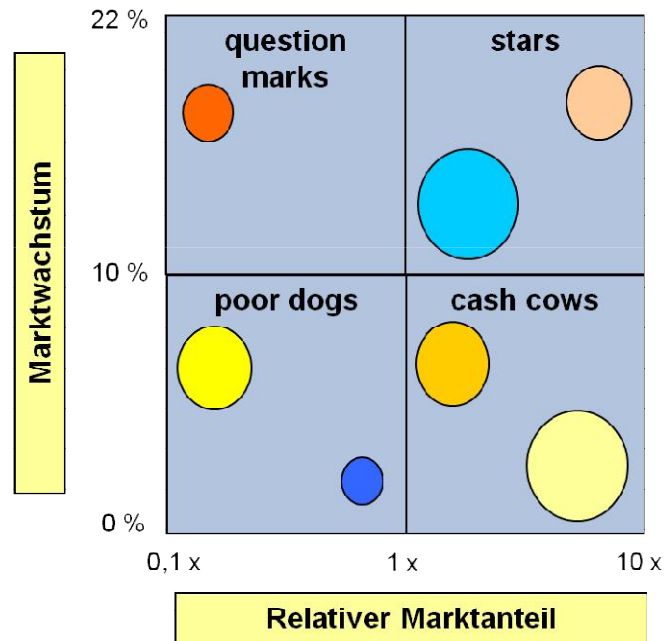 22 %
question
marks
stars
Marktwachstum
10 %
poor dogs
cash cows
0 %
0,1 x
1 x
10 x
Relativer Marktanteil